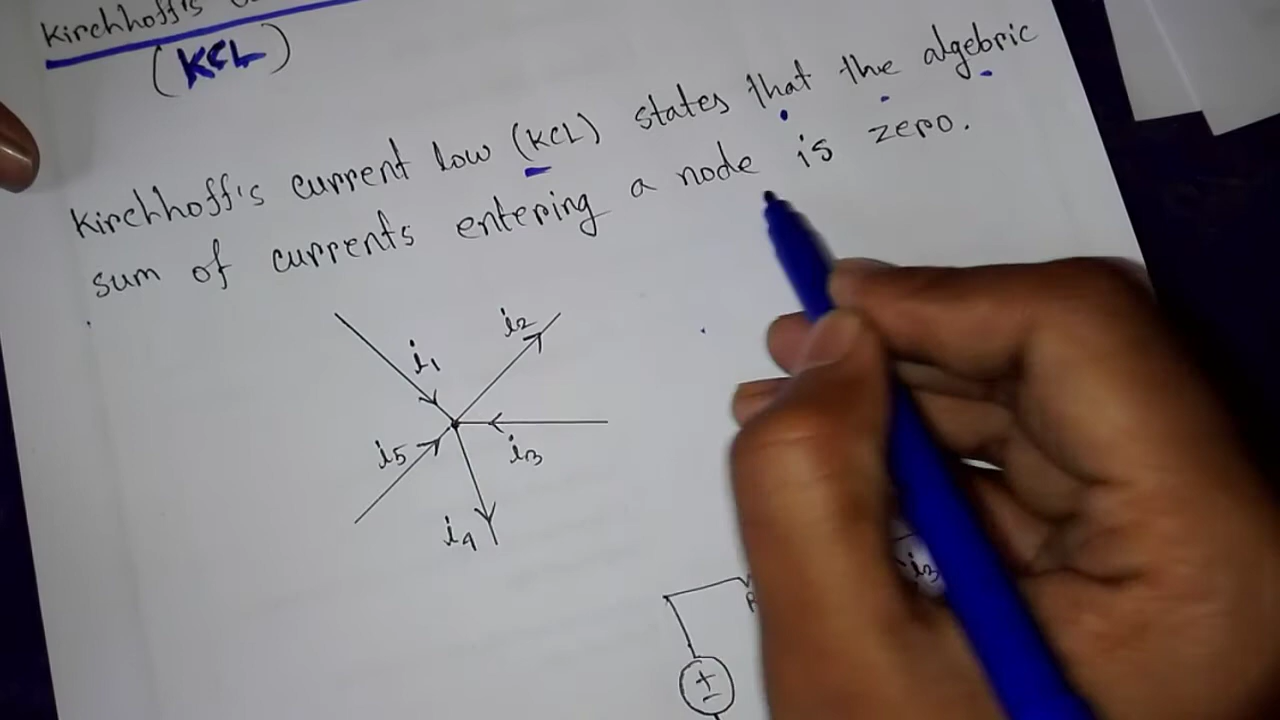 Kirchhoff's
(KCL)
Kirchhoff's current low (KCL) states that the algebric
sum of currents entering a node is zero.
i1
i2
i5
i3
i4
i3
+
-